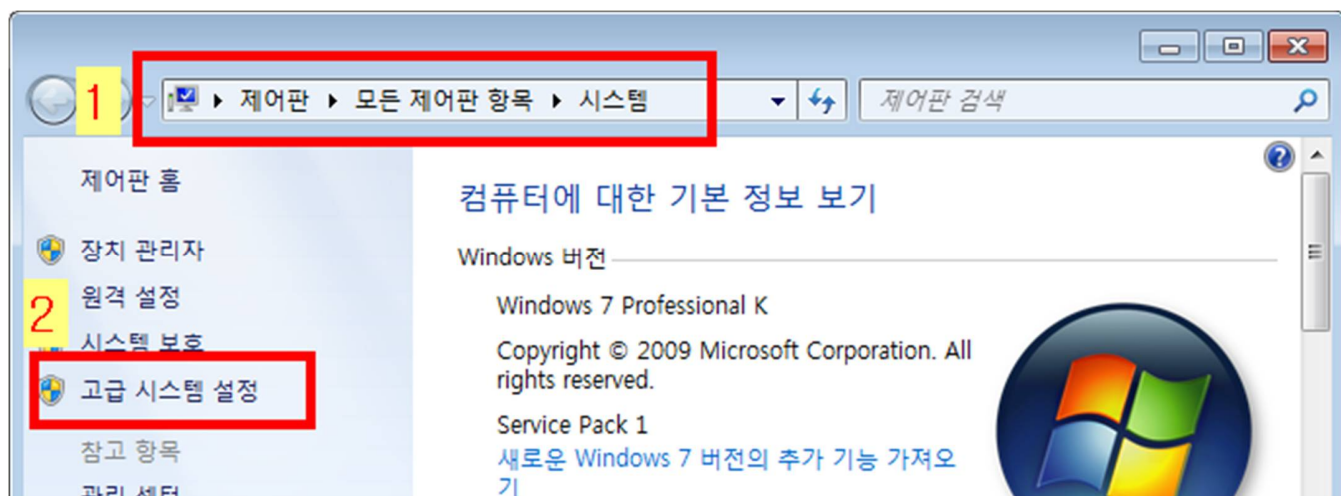 1
제어판 ▶ 모든 제어판 항목 ▶ 시스템
제어판 검색
제어판 홈
장치 관리자
원격 설정
2
시스템 보호
고급 시스템 설정
참고 항목
관리 센터
컴퓨터에 대한 기본 정보 보기
Windows 버전
Windows 7 Professional K
Copyright © 2009 Microsoft Corporation. All
rights reserved.
Service Pack 1
새로운 Windows 7 버전의 추가 기능 가져오
기